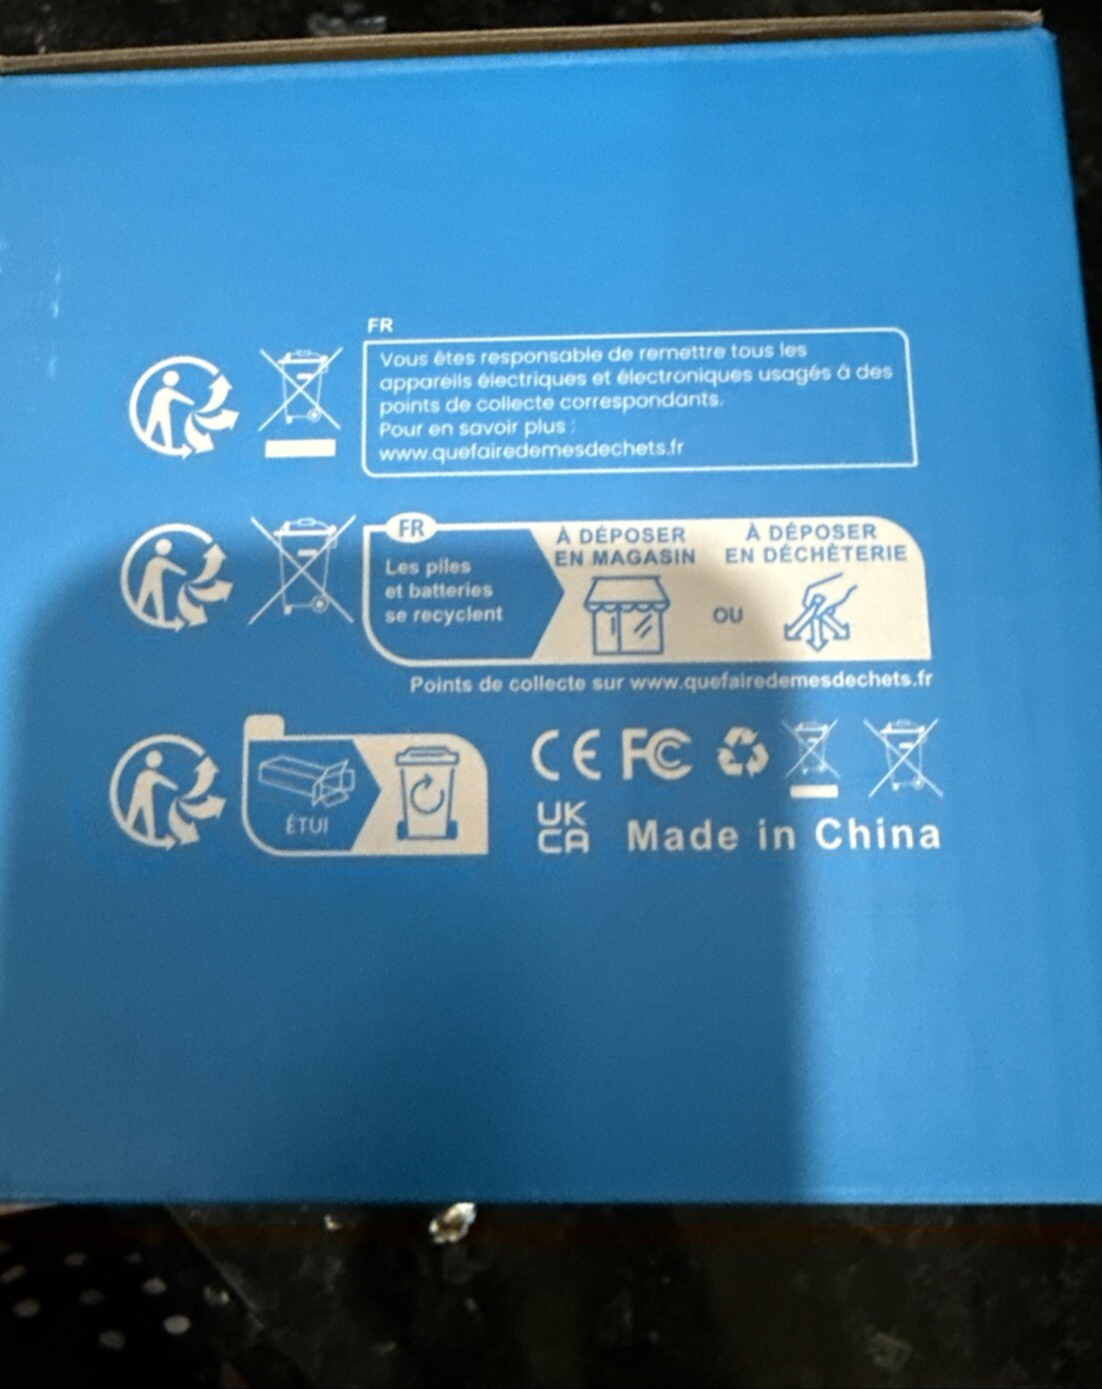 FR
Vous êtes responsable de remettre tous les
appareils électriques et électroniques usagés á des
points de collecte correspondants.
Pour en savoir plus :
www.quefairedemesdechets.fr
FR
Les piles
et batteries
se recyclent
À DÉPOSER
EN MAGASIN
OU
À DÉPOSER
EN DÉCHÈTERIE
Points de collecte sur www.quefairedemesdechets.fr
ÉTUI
CE FC
UK
CA
Made in China